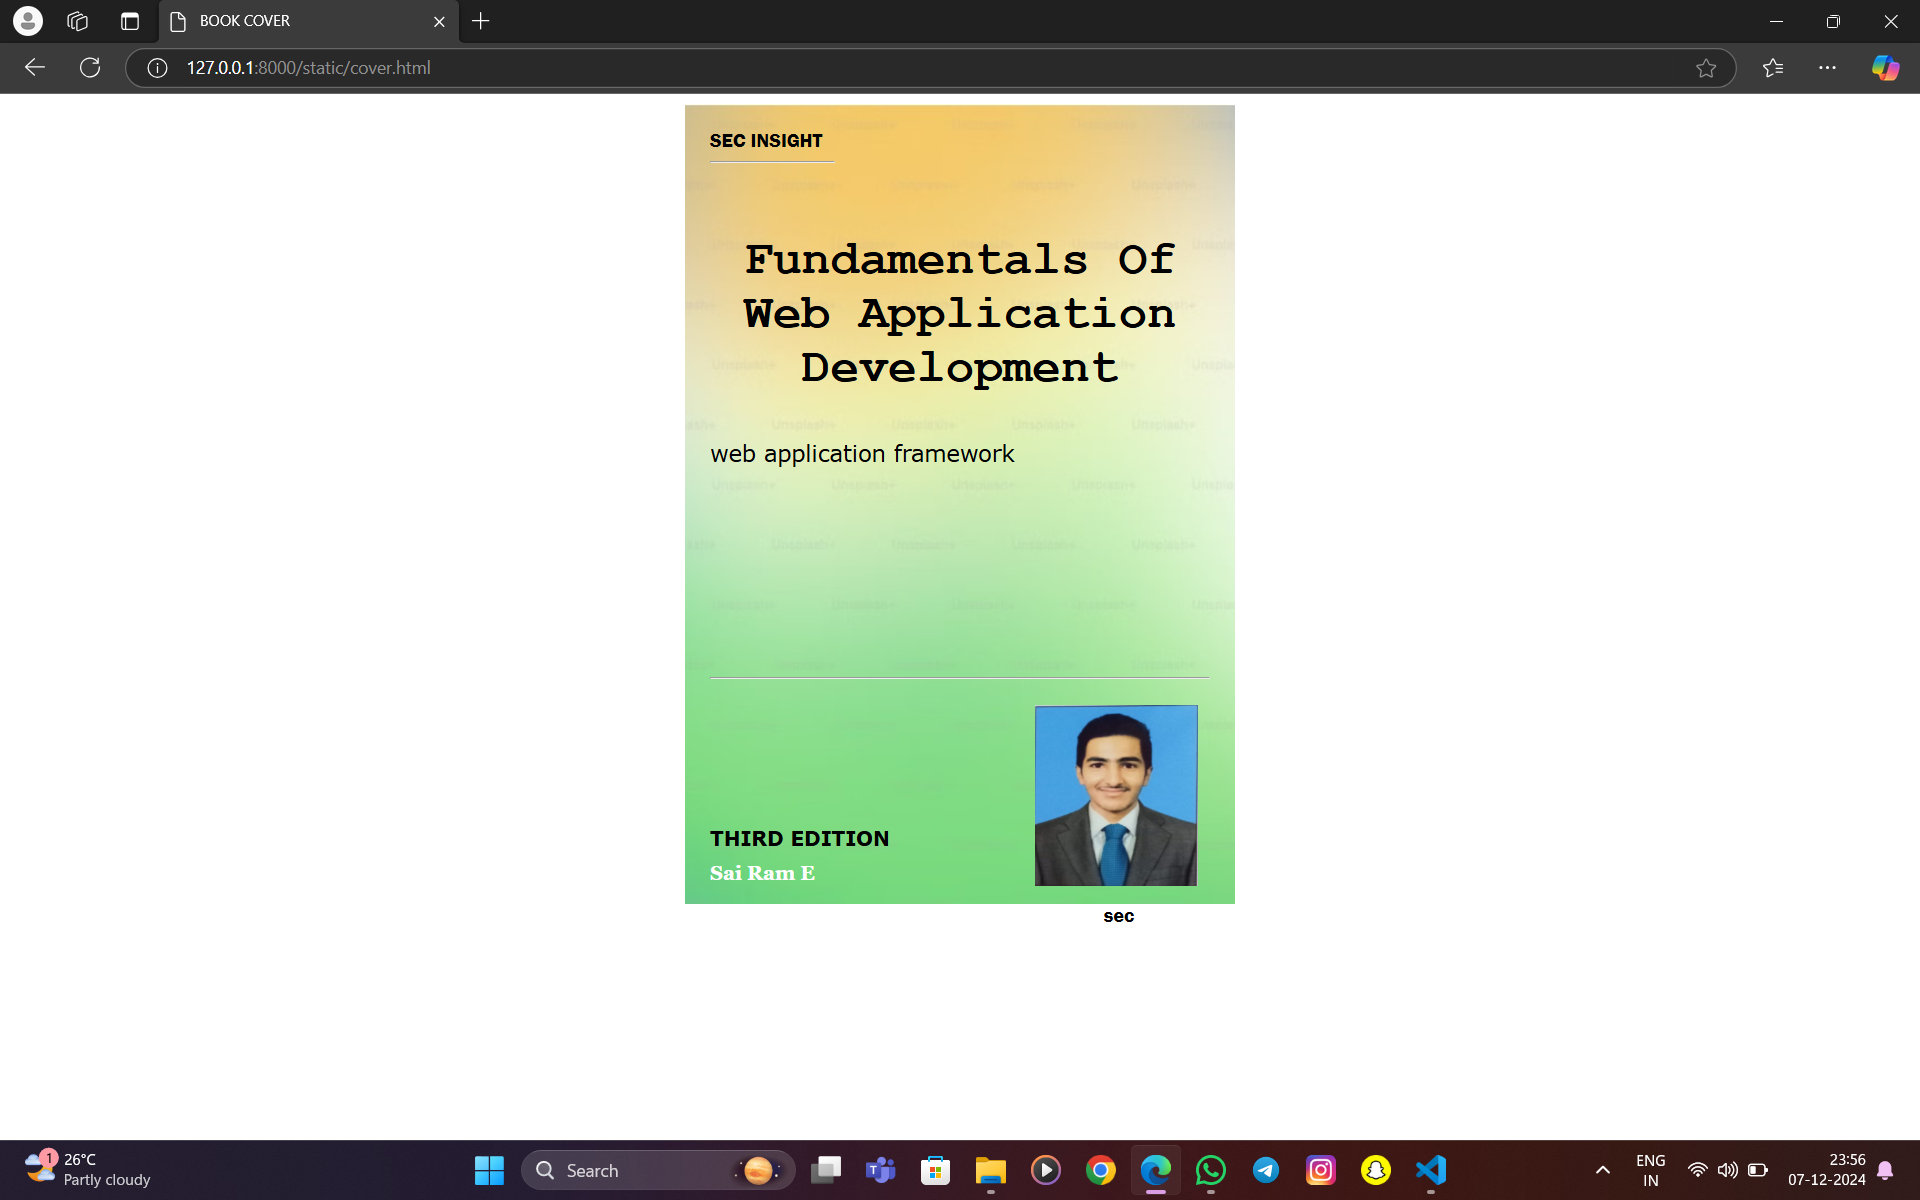 BOOK COVER
127.0.0.1:8000/static/cover.html
SEC INSIGHT
Fundamentals Of
Web Application
Development
web application framework
Unsplash+
THIRD EDITION
Sai Ram E
sec
1
26°C
Partly cloudy
Search
ENG
IN
23:56
07-12-2024